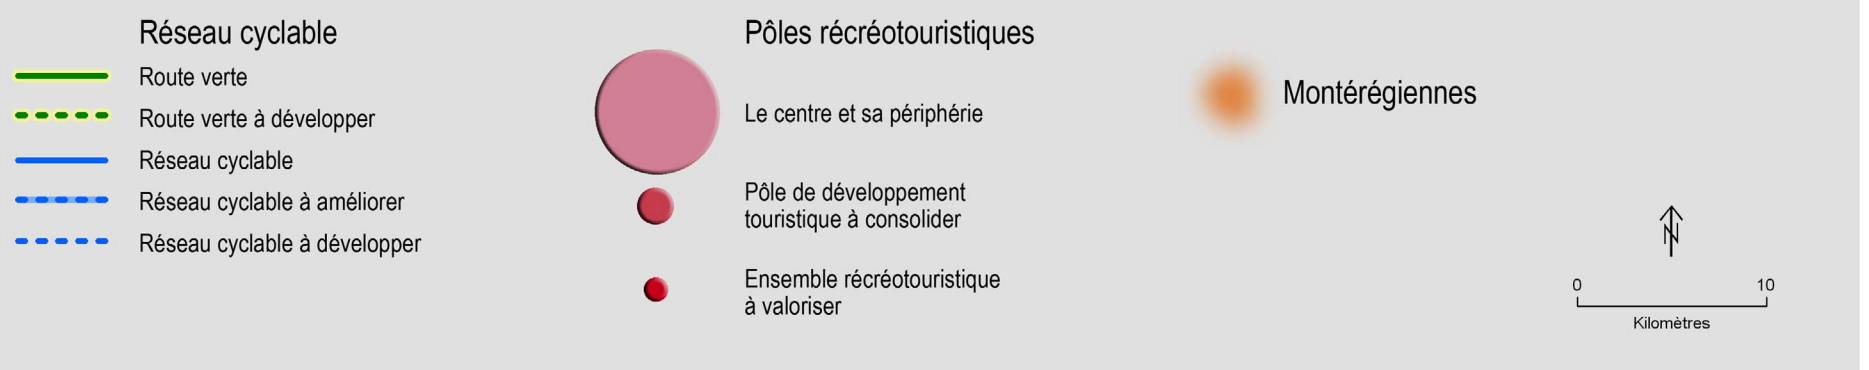 Réseau cyclable
Route verte
Route verte à développer
Réseau cyclable
Réseau cyclable à améliorer
Réseau cyclable à développer
Pôles récréotouristiques
Le centre et sa périphérie
Pôle de développement
touristique à consolider
Ensemble récréotouristique
à valoriser
Montérégiennes
N
0 10
Kilomètres